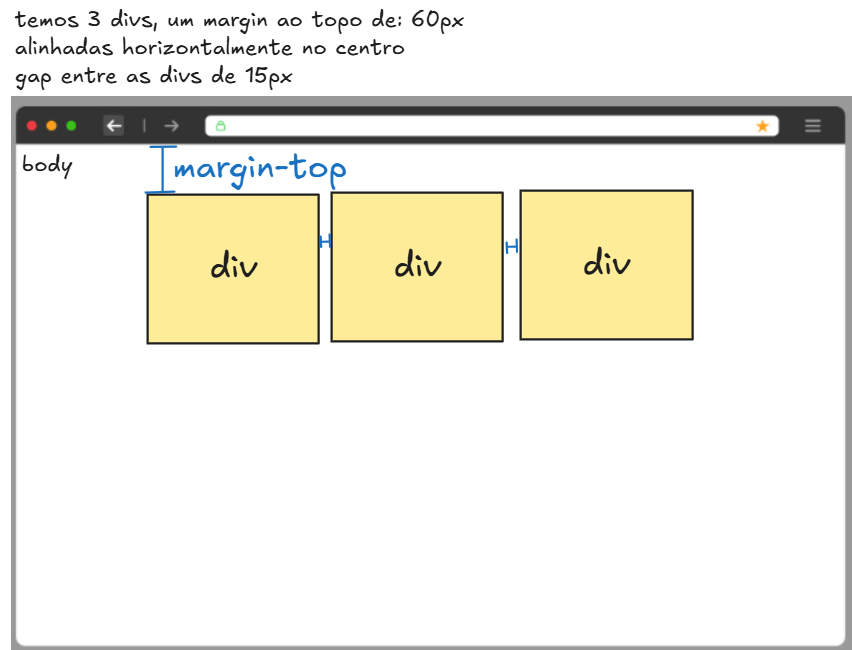 temos 3 divs, um margin ao topo de: 60px
alinhadas horizontalmente no centro
gap entre as divs de 15px
body
margin-top
div
div
div